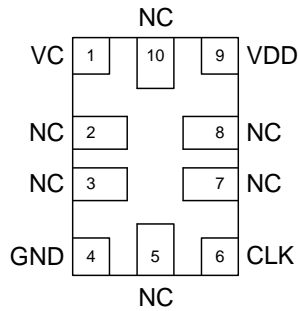 NC
VC 1 10 9 VDD
NC 2 8 NC
NC 3 7 NC
GND 4 5 6 CLK
NC